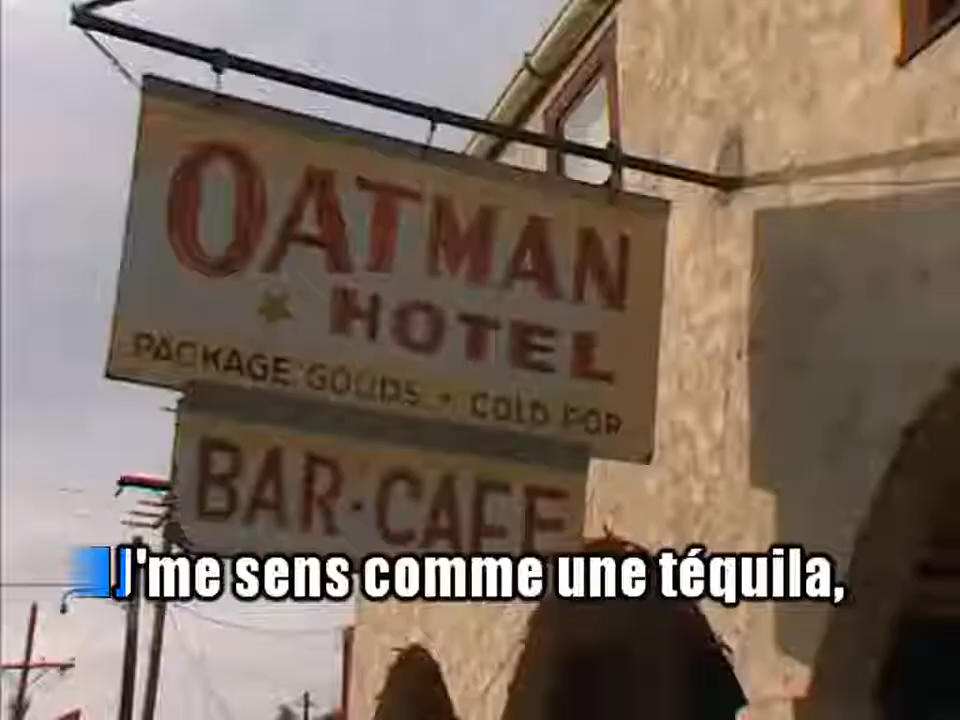 OATMAN
HOTEL
PACKAGE GOODS - COLD POP
BAR·CAFE
J'me sens comme une téquila,